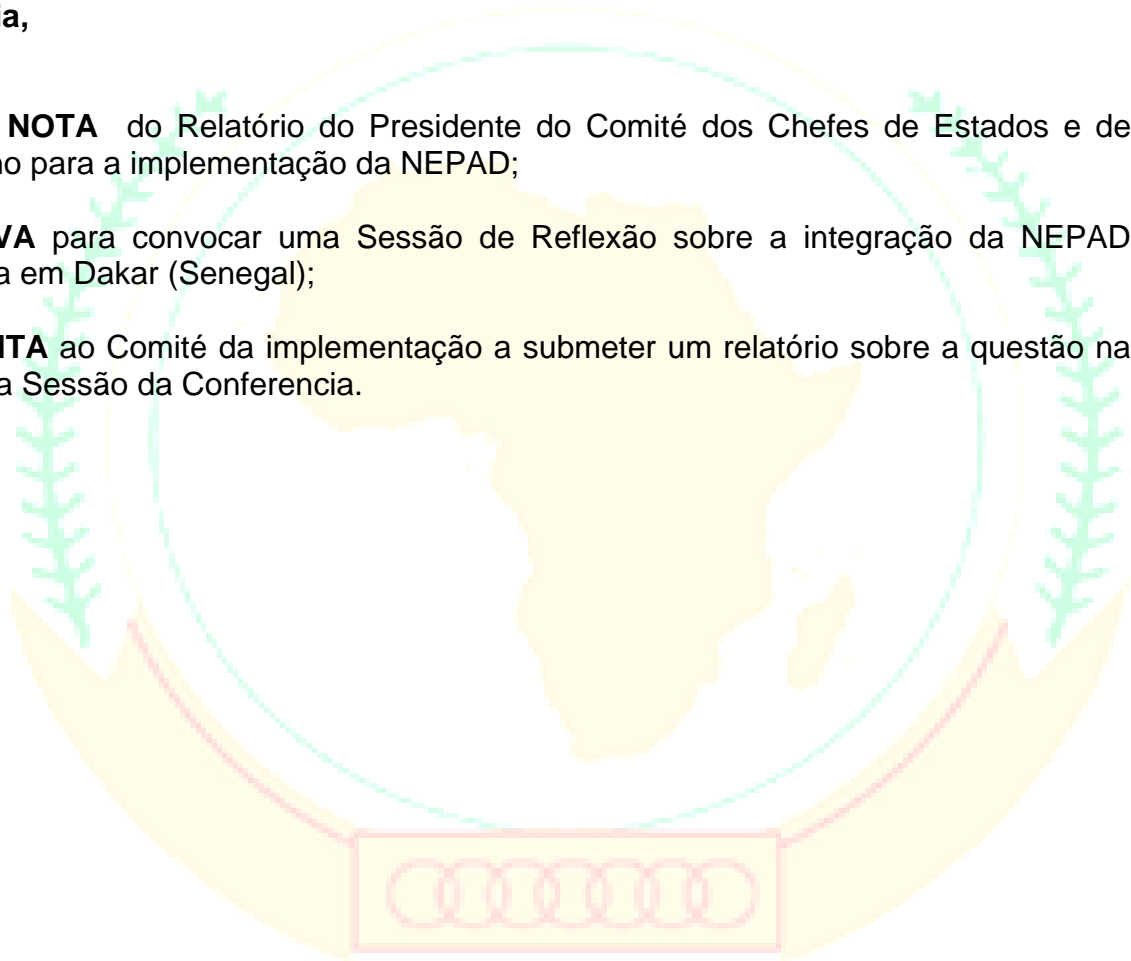 ia,
NOTA do Relatório do Presidente do Comité dos Chefes de Estados e de
no para a implementação da NEPAD;
VA para convocar uma Sessão de Reflexão sobre a integração da NEPAD
a em Dakar (Senegal);
ITA ao Comité da implementação a submeter um relatório sobre a questão na
a Sessão da Conferencia.